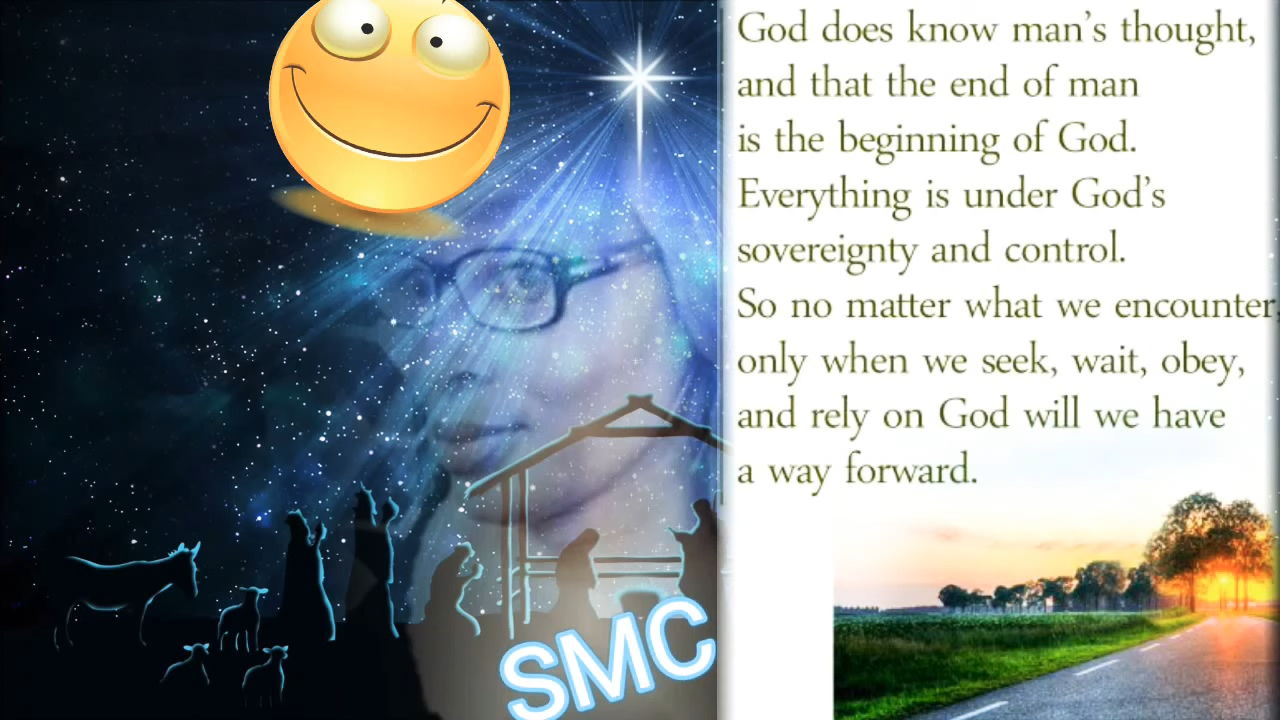 God does know man's thought,
and that the end of man
is the beginning of God.
Everything is under God's
sovereignty and control.
So no matter what we encounter
only when we seek, wait, obey,
and rely on God will we have
a way forward.
SMC